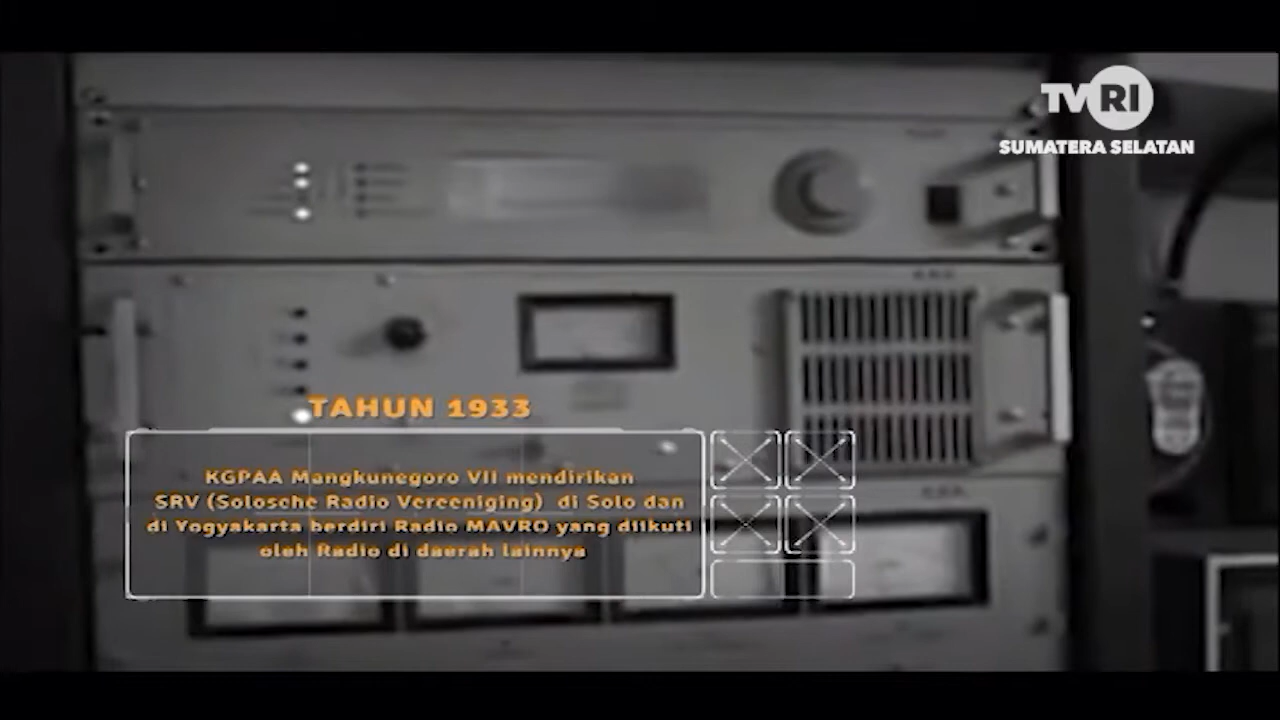 TVRI
SUMATERA SELATAN
TAHUN 1933
KGPAA Mangkunegoro VII mendirikan
SRV (Solosche Radio Vereeniging) di Solo dan
di Yogyakarta berdiri Radio MAVRO yang diikuti
oleh Radio di daerah lainnya